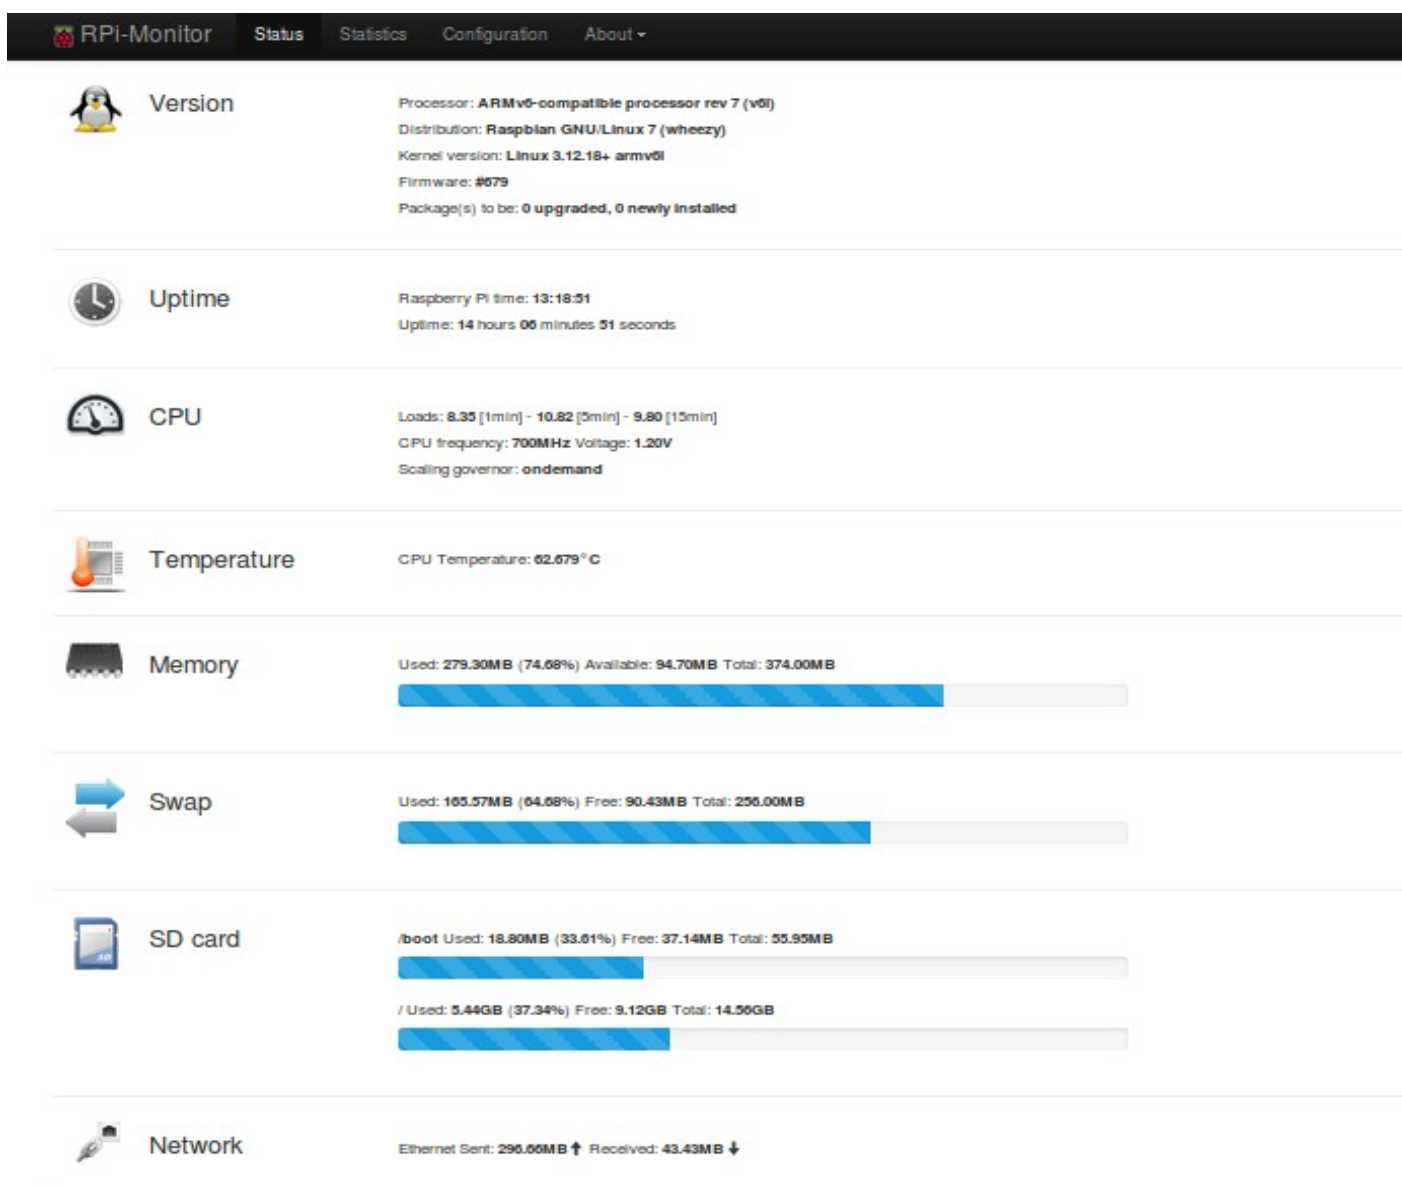 RPi-Monitor Status Statistics Configuration About
Version
Processor: ARMv6-compatible processor rev 7 (v6l)
Distribution: Raspbian GNU/Linux 7 (wheezy)
Kernel version: Linux 3.12.18+ armv6l
Firmware: #679
Package(s) to be: 0 upgraded, 0 newly installed
Uptime
Raspberry Pi time: 13:18:51
Uptime: 14 hours 06 minutes 51 seconds
CPU
Loads: 8.35 [1min] - 10.82 [5min] - 9.80 [15min]
CPU frequency: 700MHz Voltage: 1.20V
Scaling governor: ondemand
Temperature
CPU Temperature: 62.679°C
Memory
Used: 279.30MB (74.68%) Available: 94.70MB Total: 374.00MB
Swap
Used: 165.57MB (64.68%) Free: 90.43MB Total: 256.00MB
SD card
/boot Used: 18.80MB (33.61%) Free: 37.14MB Total: 55.95MB
/ Used: 5.44GB (37.34%) Free: 9.12GB Total: 14.56GB
Network
Ethernet Sent: 296.66MB Received: 43.43MB